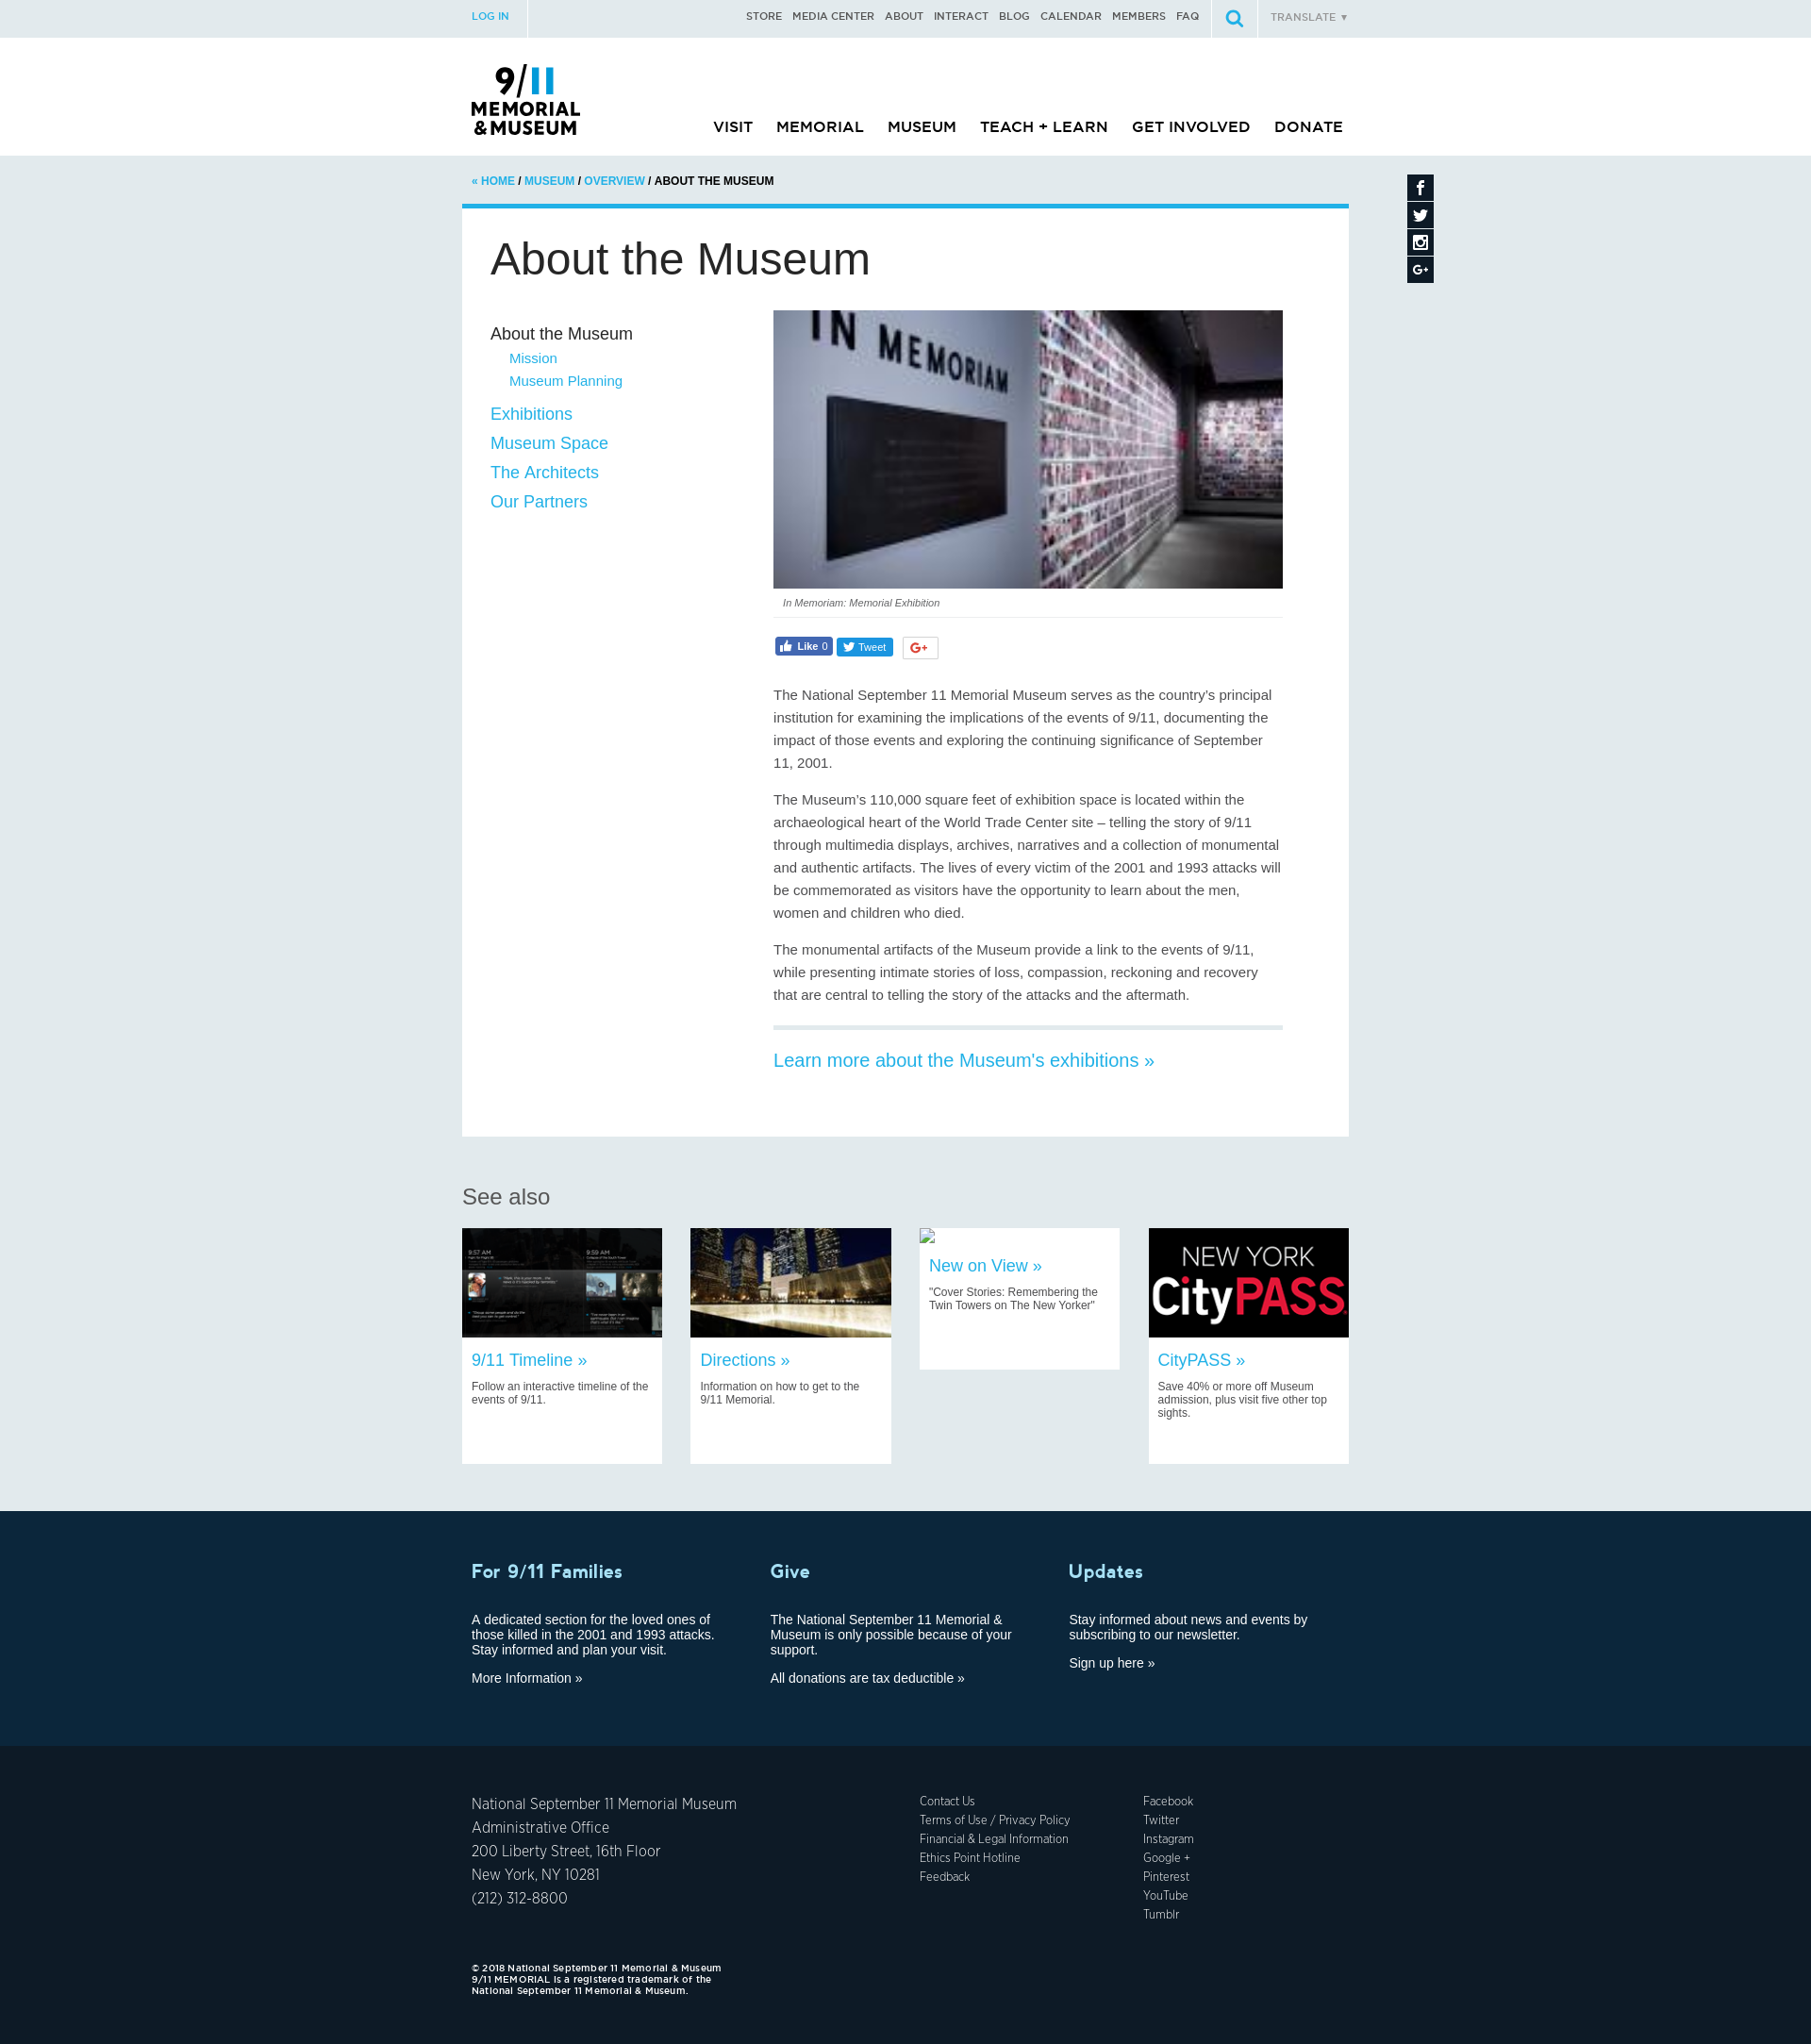 LOG IN
STORE MEDIA CENTER ABOUT INTERACT BLOG CALENDAR MEMBERS FAQ
TRANSLATE ▼
9/11
MEMORIAL
&MUSEUM
VISIT MEMORIAL MUSEUM TEACH + LEARN GET INVOLVED DONATE
« HOME / MUSEUM / OVERVIEW / ABOUT THE MUSEUM
About the Museum
About the Museum
Mission
Museum Planning
Exhibitions
Museum Space
The Architects
Our Partners
IN MEMORIAM
In Memoriam: Memorial Exhibition
Like 0
Tweet
G+
The National September 11 Memorial Museum serves as the country’s principal
institution for examining the implications of the events of 9/11, documenting the
impact of those events and exploring the continuing significance of September
11, 2001.
The Museum’s 110,000 square feet of exhibition space is located within the
archaeological heart of the World Trade Center site – telling the story of 9/11
through multimedia displays, archives, narratives and a collection of monumental
and authentic artifacts. The lives of every victim of the 2001 and 1993 attacks will
be commemorated as visitors have the opportunity to learn about the men,
women and children who died.
The monumental artifacts of the Museum provide a link to the events of 9/11,
while presenting intimate stories of loss, compassion, reckoning and recovery
that are central to telling the story of the attacks and the aftermath.
Learn more about the Museum's exhibitions »
See also
9:57 AM
9:59 AM
9/11 Timeline »
Follow an interactive timeline of the
events of 9/11.
Directions »
Information on how to get to the
9/11 Memorial.
New on View »
"Cover Stories: Remembering the
Twin Towers on The New Yorker"
NEW YORK
CityPASS
CityPASS »
Save 40% or more off Museum
admission, plus visit five other top
sights.
For 9/11 Families
A dedicated section for the loved ones of
those killed in the 2001 and 1993 attacks.
Stay informed and plan your visit.
More Information »
Give
The National September 11 Memorial &
Museum is only possible because of your
support.
All donations are tax deductible »
Updates
Stay informed about news and events by
subscribing to our newsletter.
Sign up here »
National September 11 Memorial Museum
Administrative Office
200 Liberty Street, 16th Floor
New York, NY 10281
(212) 312-8800
Contact Us
Terms of Use / Privacy Policy
Financial & Legal Information
Ethics Point Hotline
Feedback
Facebook
Twitter
Instagram
Google +
Pinterest
YouTube
Tumblr
© 2018 National September 11 Memorial & Museum
9/11 MEMORIAL is a registered trademark of the
National September 11 Memorial & Museum.